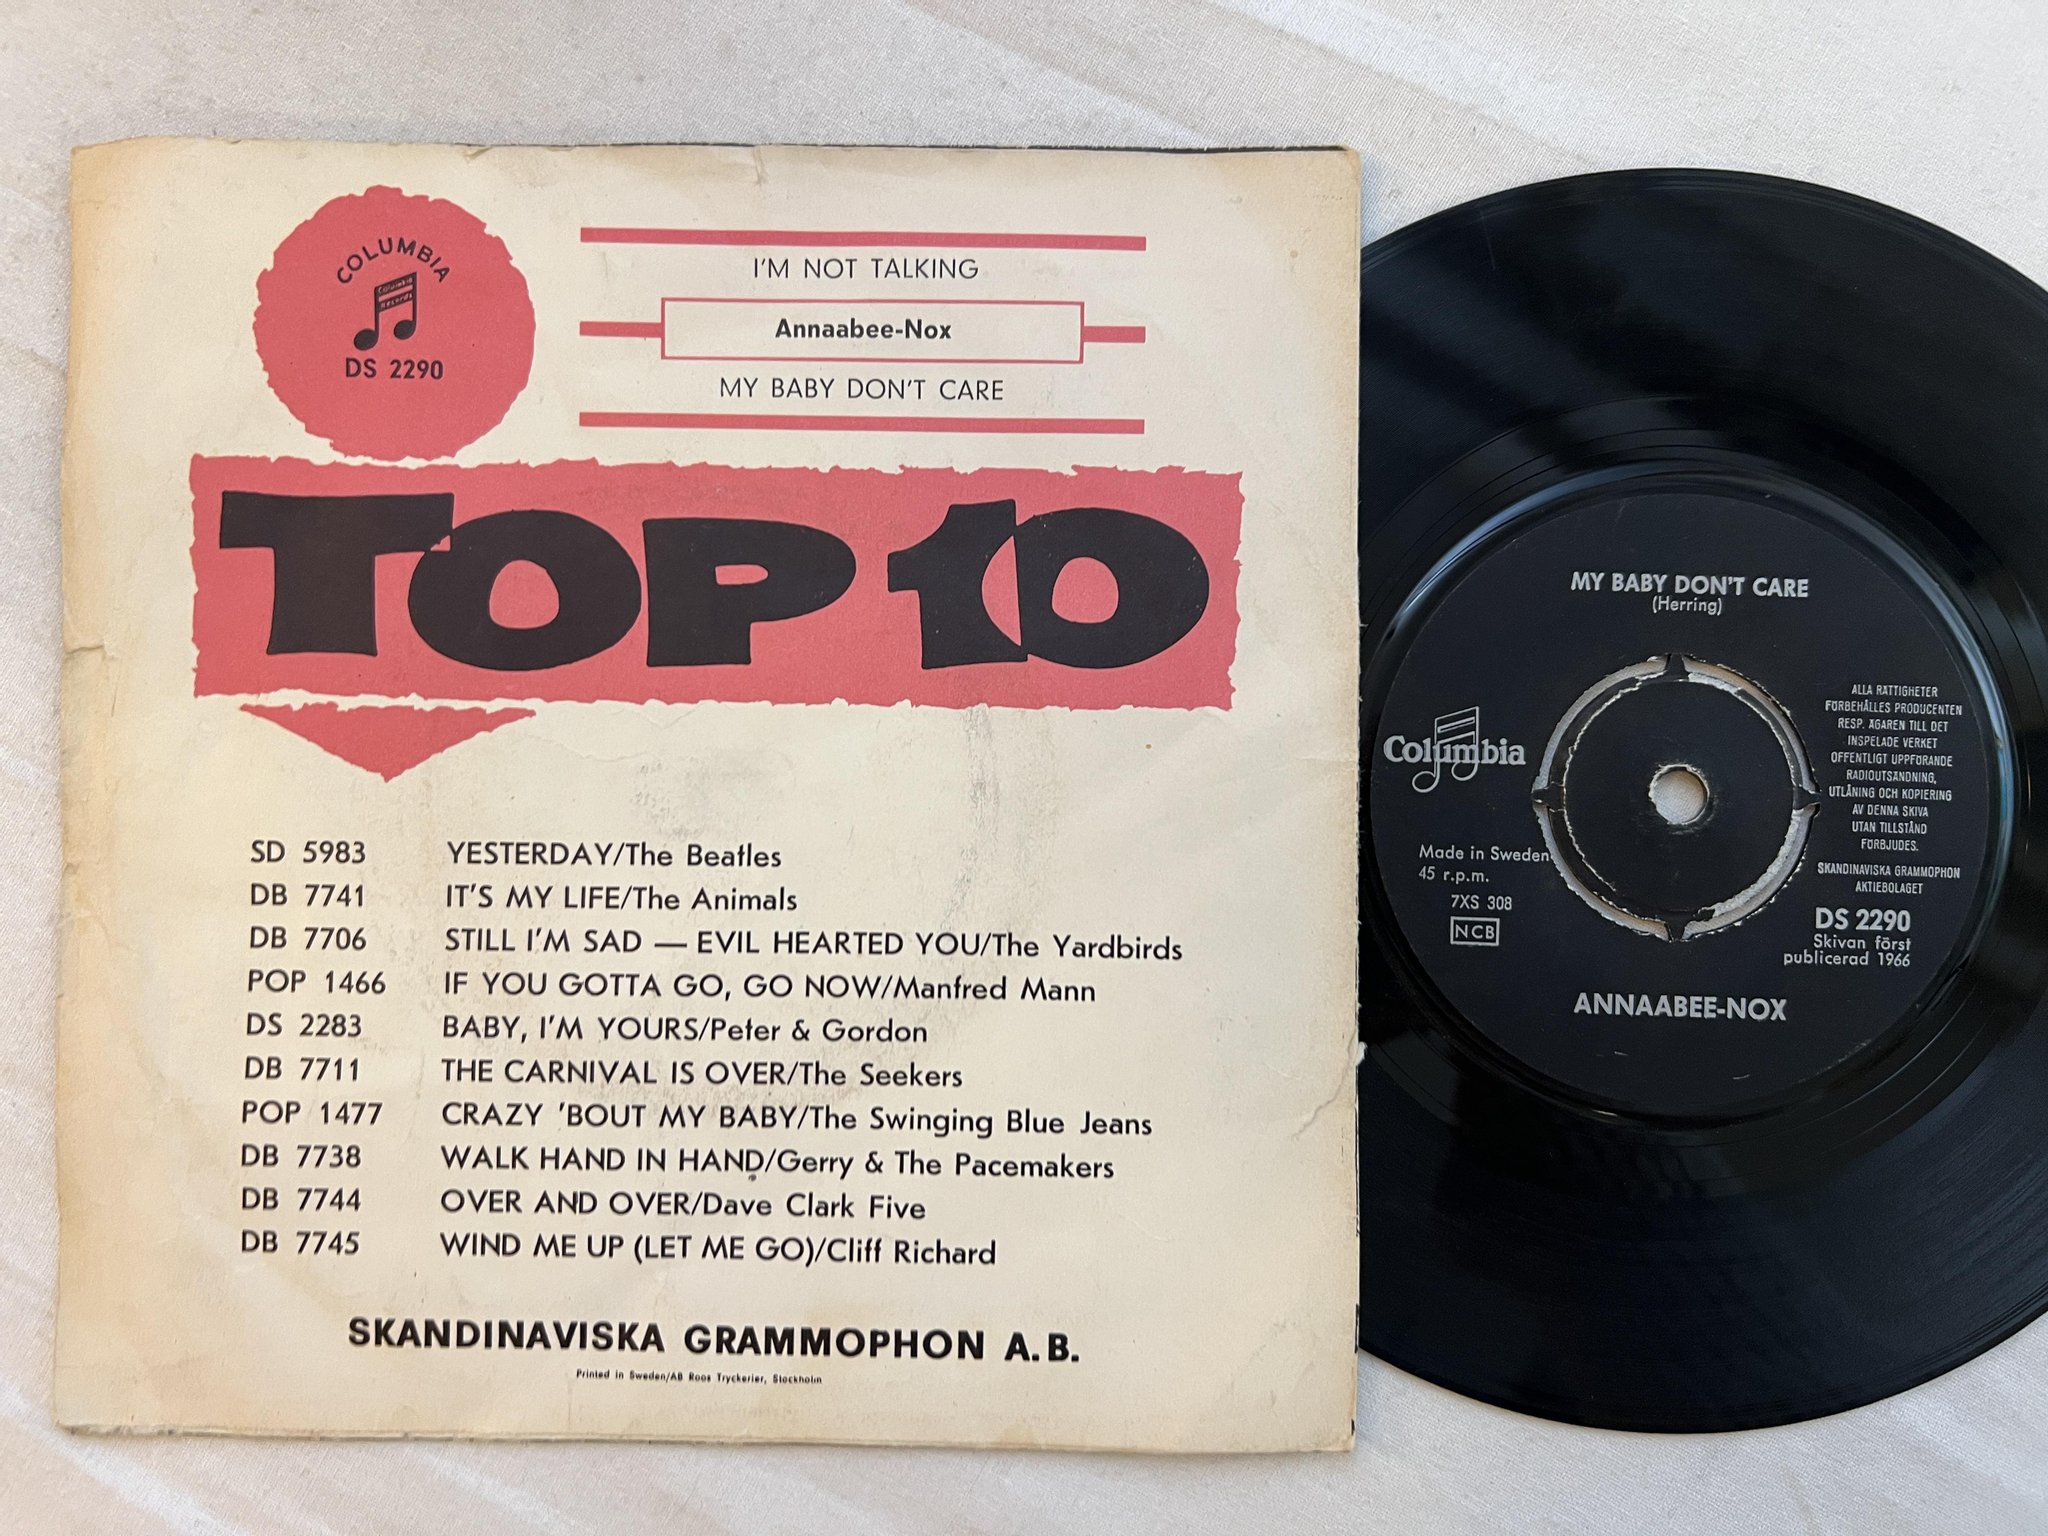 COLUMBIA
Columbia
Records
DS 2290
I'M NOT TALKING
Annaabee-Nox
MY BABY DON'T CARE
TOP 10
SD 5983 YESTERDAY/The Beatles
DB 7741 IT'S MY LIFE/The Animals
DB 7706 STILL I'M SAD — EVIL HEARTED YOU/The Yardbirds
POP 1466 IF YOU GOTTA GO, GO NOW/Manfred Mann
DS 2283 BABY, I'M YOURS/Peter & Gordon
DB 7711 THE CARNIVAL IS OVER/The Seekers
POP 1477 CRAZY 'BOUT MY BABY/The Swinging Blue Jeans
DB 7738 WALK HAND IN HAND/Gerry & The Pacemakers
DB 7744 OVER AND OVER/Dave Clark Five
DB 7745 WIND ME UP (LET ME GO)/Cliff Richard
SKANDINAVISKA GRAMMOPHON A.B.
Printed in Sweden/AB Roos Tryckerier, Stockholm
MY BABY DON'T CARE
(Herring)
Columbia
Made in Sweden
45 r.p.m.
7XS 308
NCB
ALLA RÄTTIGHETER
FÖRBEHÅLLES PRODUCENTEN
RESP. ÄGAREN TILL DET
INSPELADE VERKET
OFFENTLIGT UPPFÖRANDE
RADIOUTSÄNDNING,
UTLÅNING OCH KOPIERING
AV DENNA SKIVA
UTAN TILLSTÅND
FÖRBJUDES.
SKANDINAVISKA GRAMMOPHON
AKTIEBOLAGET
DS 2290
Skivan först
publicerad 1966
ANNAABEE-NOX